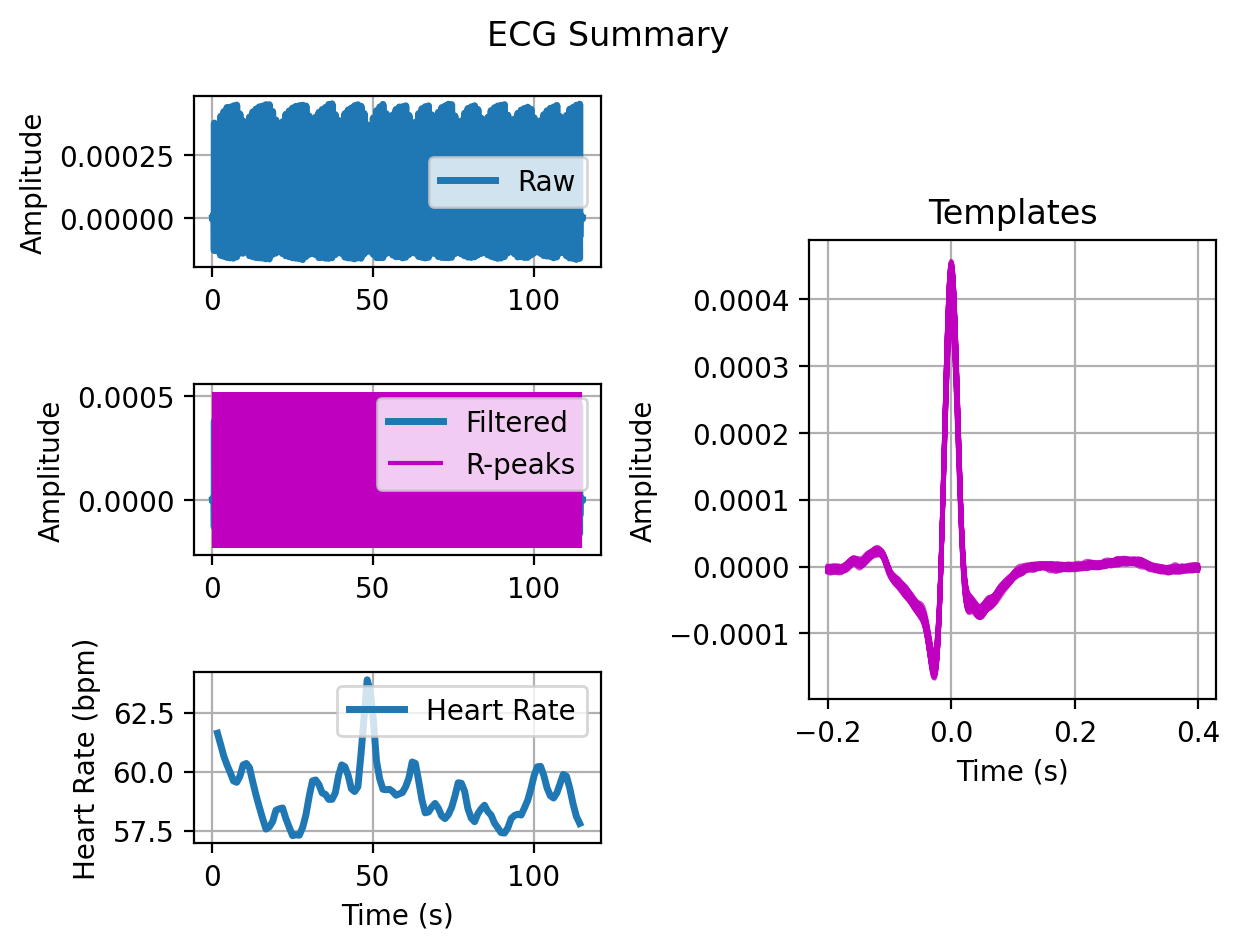 ECG Summary
Amplitude
0.00025
0.00000
Raw
0
50
100
Amplitude
0.0005
0.0000
Filtered
R-peaks
0
50
100
Heart Rate (bpm)
62.5
60.0
57.5
Heart Rate
0
50
100
Time (s)
Templates
Amplitude
0.0004
0.0003
0.0002
0.0001
0.0000
−0.0001
−0.2
0.0
0.2
0.4
Time (s)